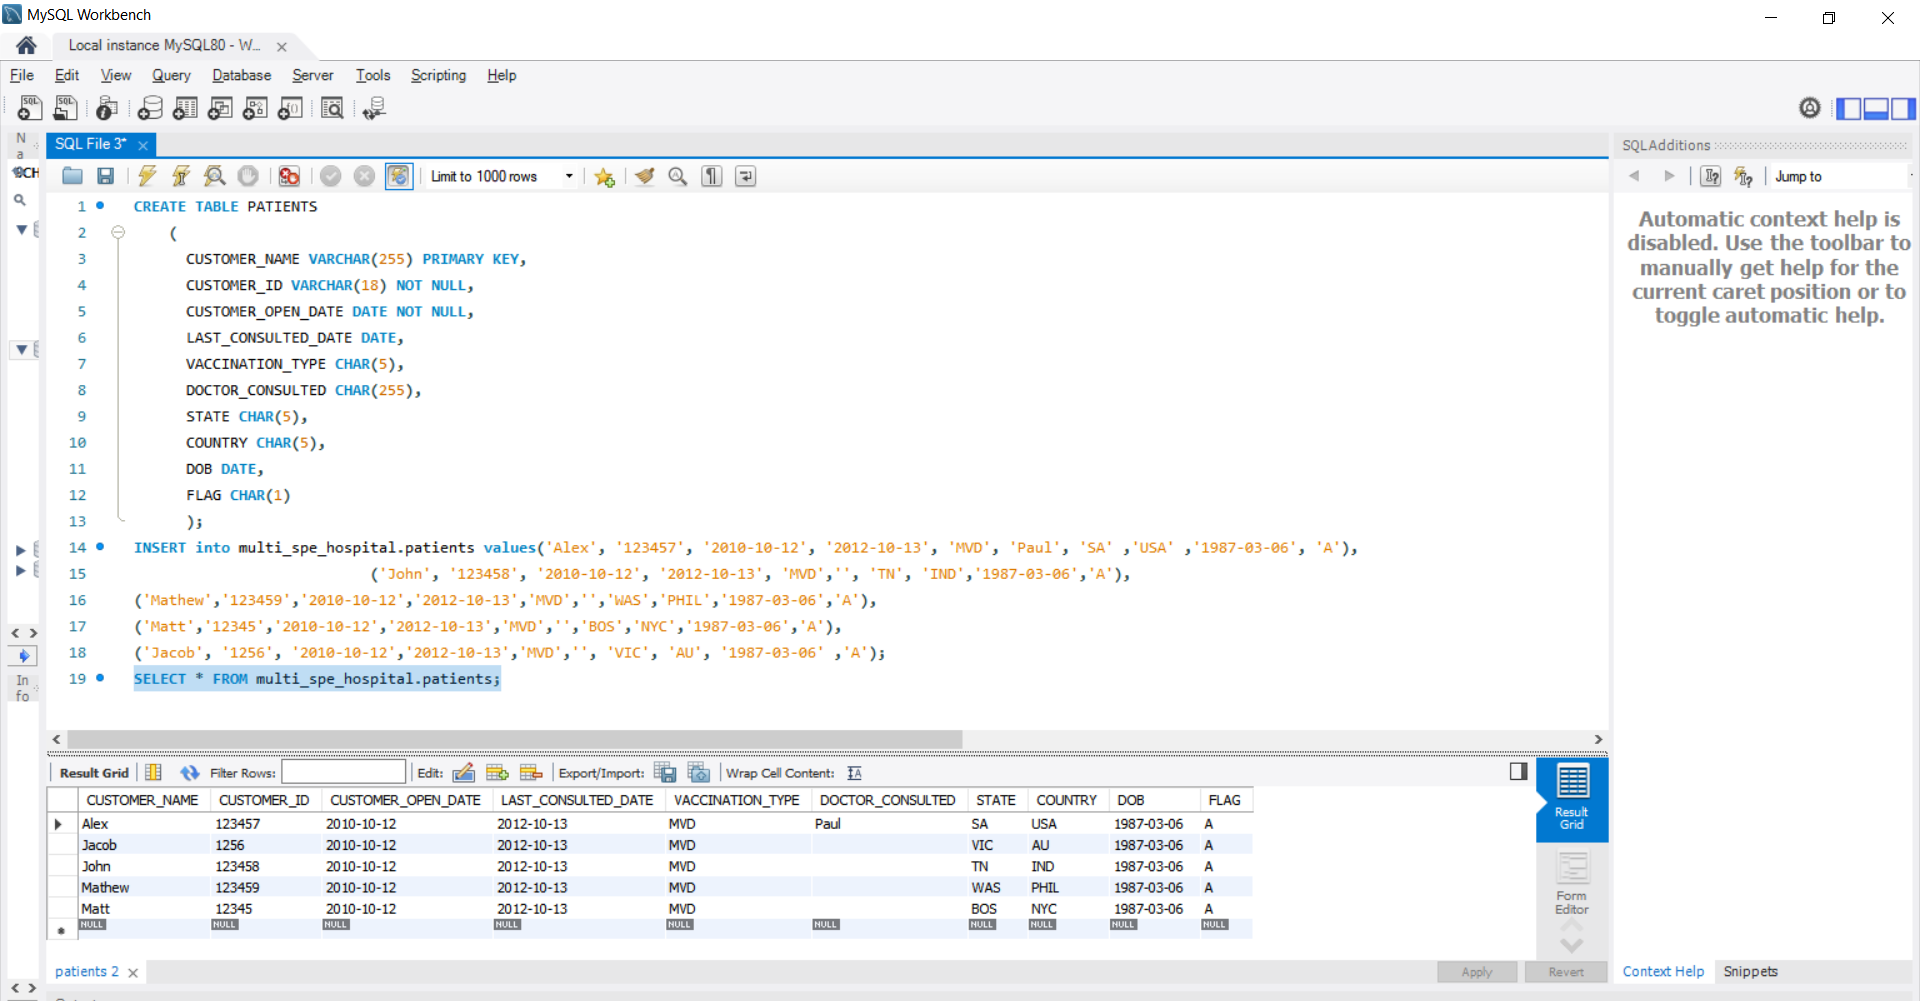 MySQL Workbench
Local instance MySQL80 - W...
File Edit View Query Database Server Tools Scripting Help
N
a
SQL File 3*
SQLAdditions
SCH
Limit to 1000 rows
Jump to
Automatic context help is
disabled. Use the toolbar to
manually get help for the
current caret position or to
toggle automatic help.
1 CREATE TABLE PATIENTS
2 (
3 CUSTOMER_NAME VARCHAR(255) PRIMARY KEY,
4 CUSTOMER_ID VARCHAR(18) NOT NULL,
5 CUSTOMER_OPEN_DATE DATE NOT NULL,
6 LAST_CONSULTED_DATE DATE,
7 VACCINATION_TYPE CHAR(5),
8 DOCTOR_CONSULTED CHAR(255),
9 STATE CHAR(5),
10 COUNTRY CHAR(5),
11 DOB DATE,
12 FLAG CHAR(1)
13 );
14 INSERT into multi_spe_hospital.patients values('Alex', '123457', '2010-10-12', '2012-10-13', 'MVD', 'Paul', 'SA' ,'USA' ,'1987-03-06', 'A'),
15 ('John', '123458', '2010-10-12', '2012-10-13', 'MVD','', 'TN', 'IND','1987-03-06','A'),
16 ('Mathew','123459','2010-10-12','2012-10-13','MVD','','WAS','PHIL','1987-03-06','A'),
17 ('Matt','12345','2010-10-12','2012-10-13','MVD','','BOS','NYC','1987-03-06','A'),
18 ('Jacob', '1256', '2010-10-12','2012-10-13','MVD','', 'VIC', 'AU', '1987-03-06' ,'A');
19 SELECT * FROM multi_spe_hospital.patients;
In
fo
Result Grid Filter Rows: Edit: Export/Import: Wrap Cell Content:
CUSTOMER_NAME CUSTOMER_ID CUSTOMER_OPEN_DATE LAST_CONSULTED_DATE VACCINATION_TYPE DOCTOR_CONSULTED STATE COUNTRY DOB FLAG
Alex 123457 2010-10-12 2012-10-13 MVD Paul SA USA 1987-03-06 A
Jacob 1256 2010-10-12 2012-10-13 MVD VIC AU 1987-03-06 A
John 123458 2010-10-12 2012-10-13 MVD TN IND 1987-03-06 A
Mathew 123459 2010-10-12 2012-10-13 MVD WAS PHIL 1987-03-06 A
Matt 12345 2010-10-12 2012-10-13 MVD BOS NYC 1987-03-06 A
NULL NULL NULL NULL NULL NULL NULL NULL NULL NULL
Result
Grid
Form
Editor
patients 2
Apply Revert
Context Help Snippets